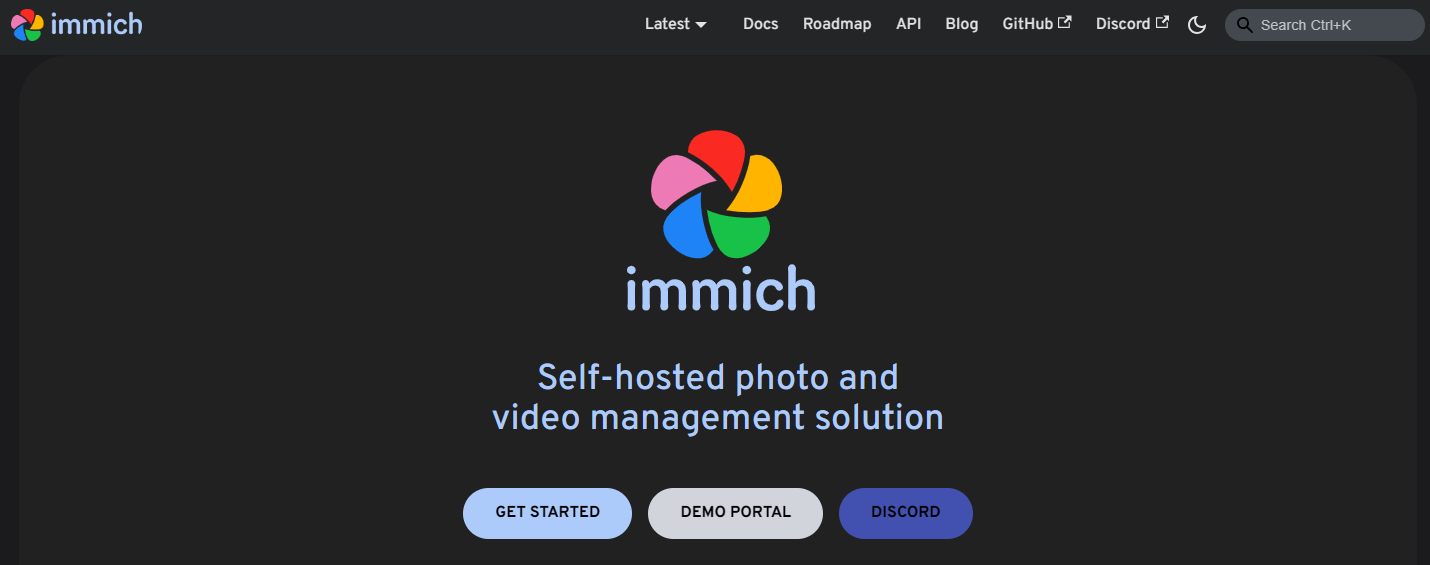 immich
Latest Docs Roadmap API Blog GitHub Discord Search Ctrl+K
immich
Self-hosted photo and
video management solution
GET STARTED DEMO PORTAL DISCORD